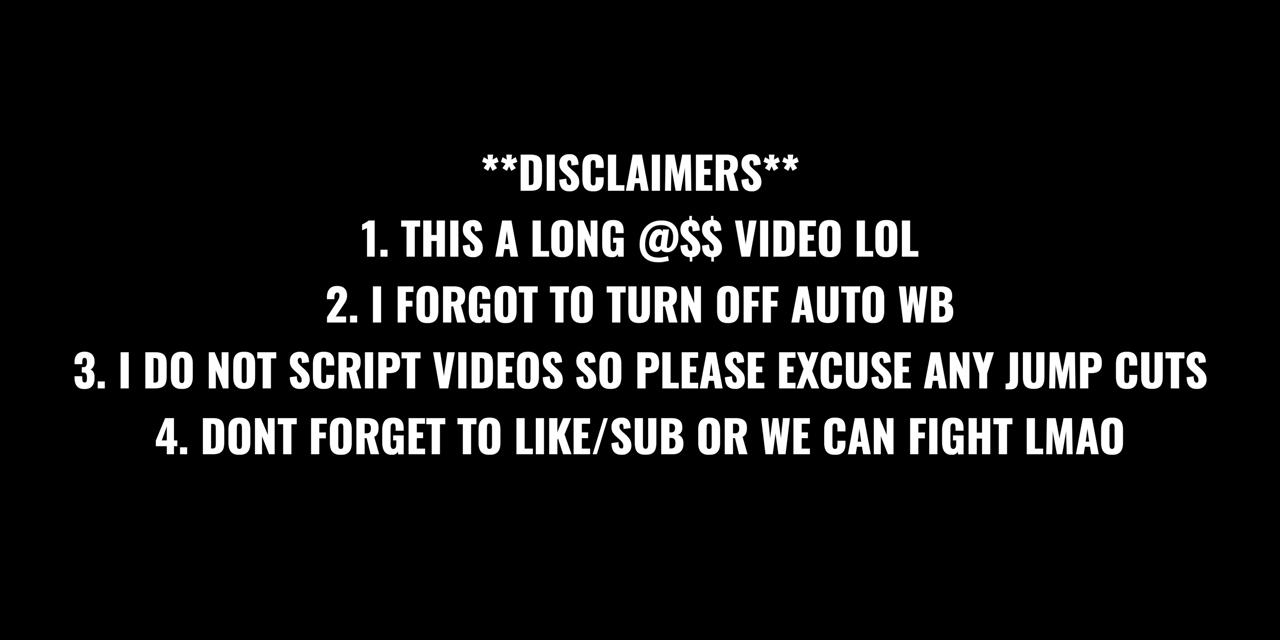 **DISCLAIMERS**
1. THIS A LONG @$$ VIDEO LOL
2. I FORGOT TO TURN OFF AUTO WB
3. I DO NOT SCRIPT VIDEOS SO PLEASE EXCUSE ANY JUMP CUTS
4. DONT FORGET TO LIKE/SUB OR WE CAN FIGHT LMAO